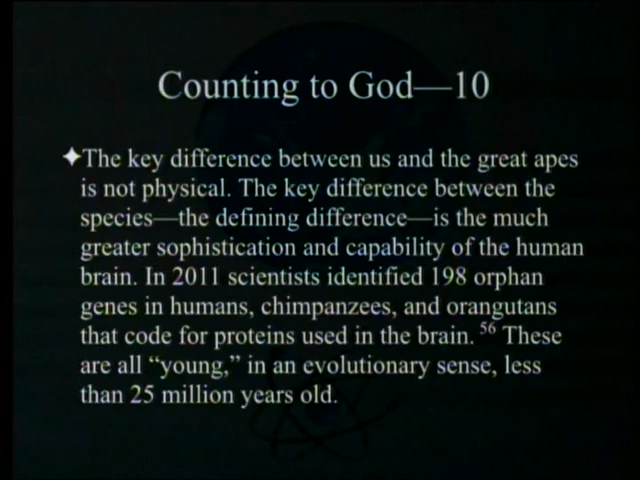 Counting to God—10
✦The key difference between us and the great apes
is not physical. The key difference between the
species—the defining difference—is the much
greater sophistication and capability of the human
brain. In 2011 scientists identified 198 orphan
genes in humans, chimpanzees, and orangutans
that code for proteins used in the brain. 56 These
are all “young,” in an evolutionary sense, less
than 25 million years old.